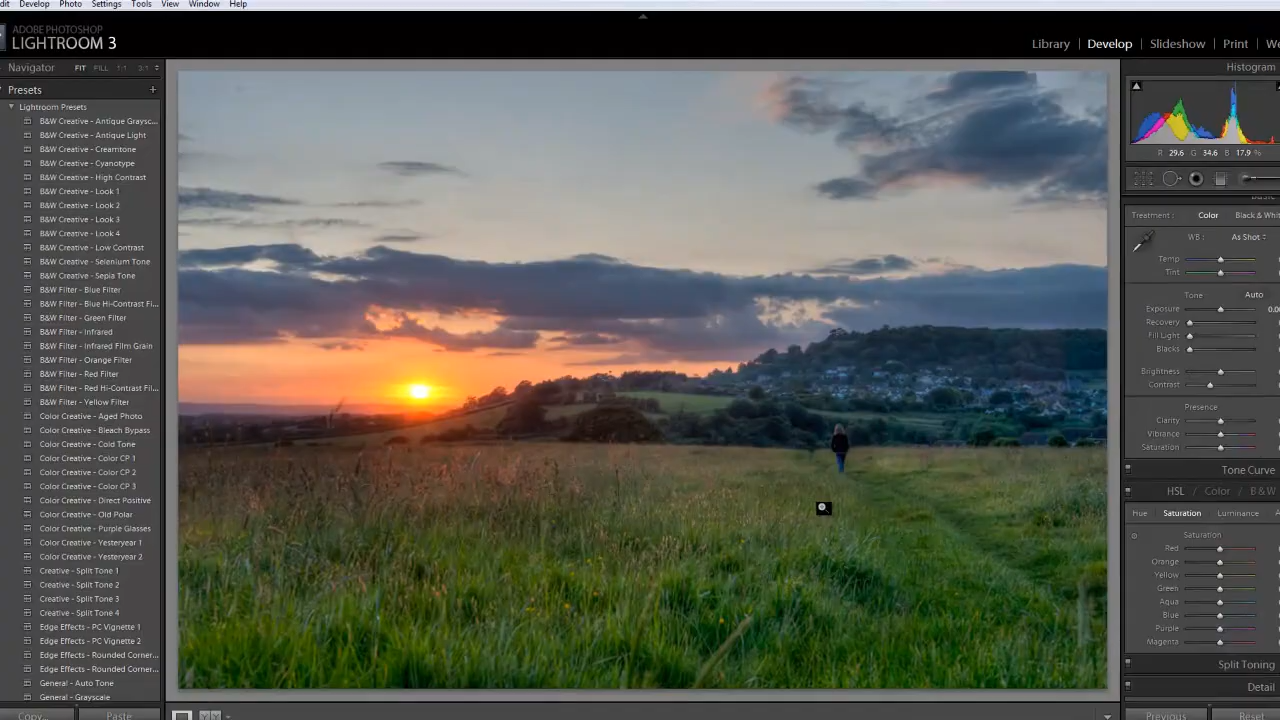 Develop Photo Settings Tools View Window Help
ADOBE PHOTOSHOP
LIGHTROOM 3
Library | Develop | Slideshow | Print |
Navigator FIT FILL 1:1 3:1
Histogram
R 29.6 G 34.6 B 17.9 %
Presets +
Lightroom Presets
B&W Creative - Antique Graysc...
B&W Creative - Antique Light
B&W Creative - Creamtone
B&W Creative - Cyanotype
B&W Creative - High Contrast
B&W Creative - Look 1
B&W Creative - Look 2
B&W Creative - Look 3
B&W Creative - Look 4
B&W Creative - Low Contrast
B&W Creative - Selenium Tone
B&W Creative - Sepia Tone
B&W Filter - Blue Filter
B&W Filter - Blue Hi-Contrast Fi...
B&W Filter - Green Filter
B&W Filter - Infrared
B&W Filter - Infrared Film Grain
B&W Filter - Orange Filter
B&W Filter - Red Filter
B&W Filter - Red Hi-Contrast Fil...
B&W Filter - Yellow Filter
Color Creative - Aged Photo
Color Creative - Bleach Bypass
Color Creative - Cold Tone
Color Creative - Color CP 1
Color Creative - Color CP 2
Color Creative - Color CP 3
Color Creative - Direct Positive
Color Creative - Old Polar
Color Creative - Purple Glasses
Color Creative - Yesteryear 1
Color Creative - Yesteryear 2
Creative - Split Tone 1
Creative - Split Tone 2
Creative - Split Tone 3
Creative - Split Tone 4
Edge Effects - PC Vignette 1
Edge Effects - PC Vignette 2
Edge Effects - Rounded Corner...
Edge Effects - Rounded Corner...
General - Auto Tone
General - Grayscale
Copy... Paste
Basic
Treatment : Color Black & Whi
WB : As Shot
Temp
Tint
Tone Auto
Exposure 0.0
Recovery
Fill Light
Blacks
Brightness
Contrast
Presence
Clarity
Vibrance
Saturation
Tone Curve
HSL / Color / B & W
Hue Saturation Luminance
Saturation
Red
Orange
Yellow
Green
Aqua
Blue
Purple
Magenta
Split Toning
Detail
Previous Reset